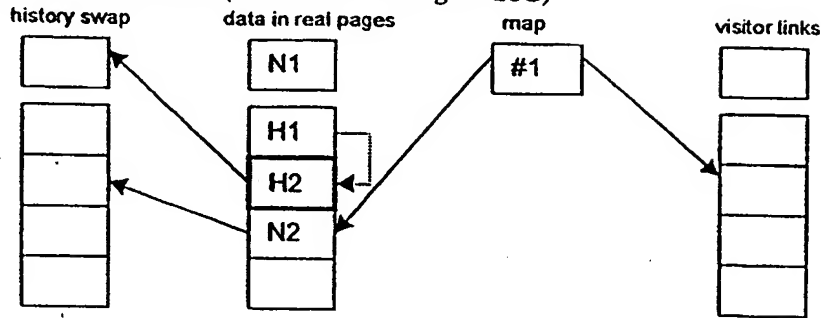 history swap
data in real pages
map
visitor links
N1
#1
H1
H2
N2